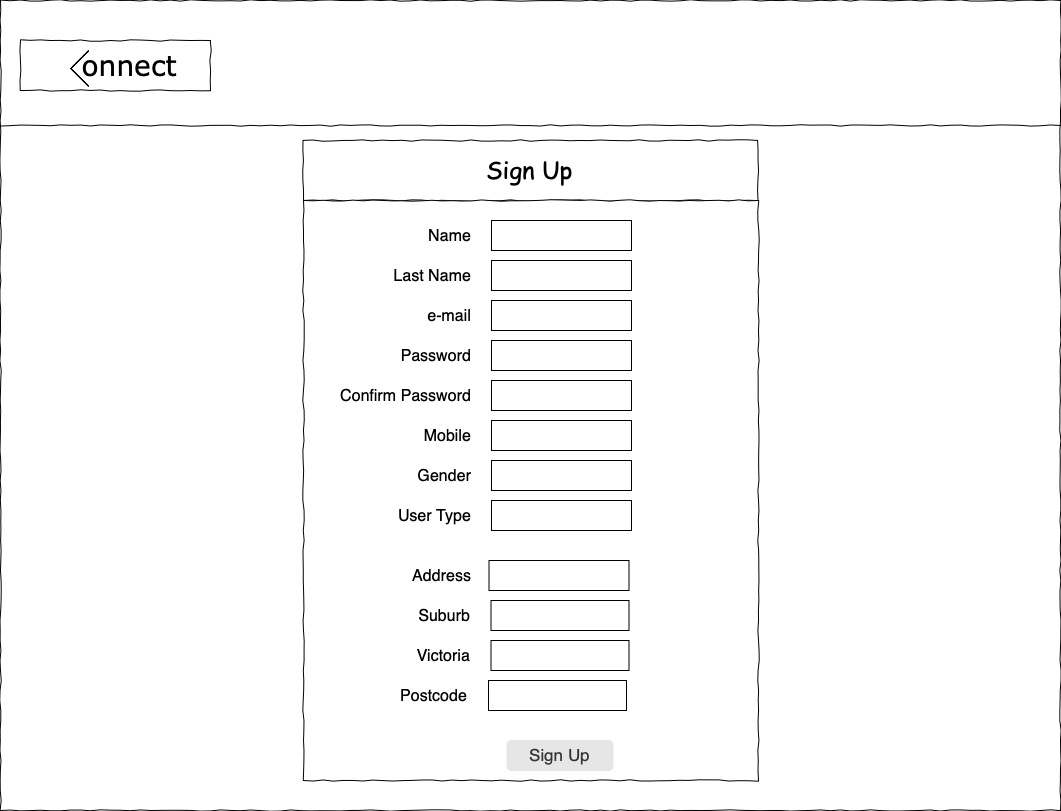 onnect
Sign Up
Name
Last Name
e-mail
Password
Confirm Password
Mobile
Gender
User Type
Address
Suburb
Victoria
Postcode
Sign Up